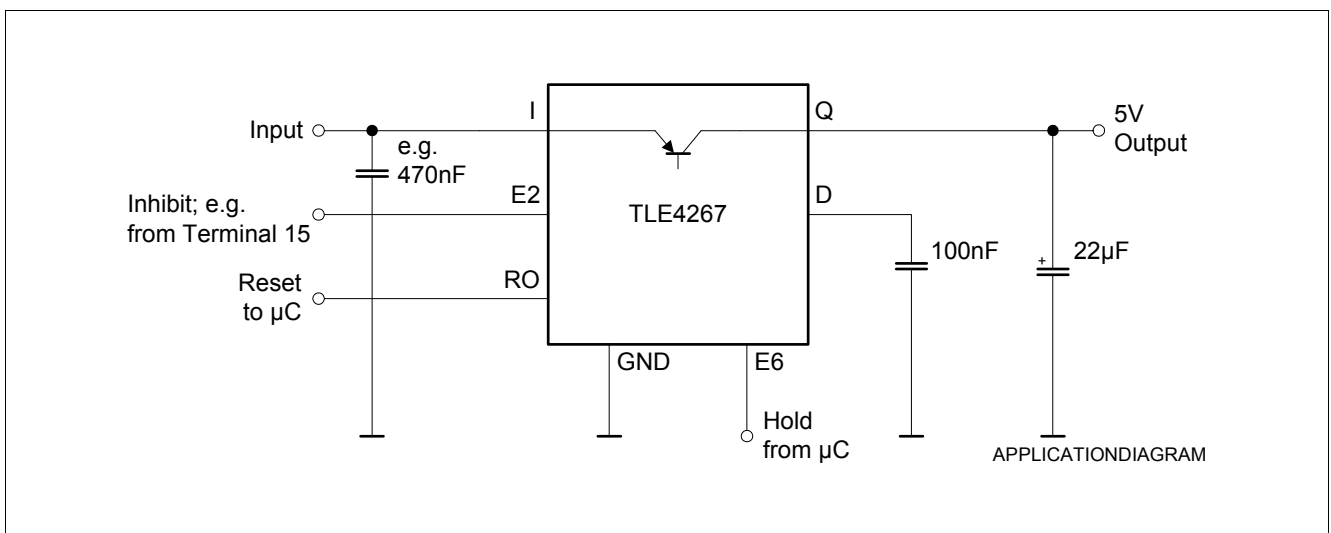 I
Q
5V
Output
Input
e.g.
470nF
E2
D
Inhibit; e.g.
from Terminal 15
TLE4267
100nF
22µF
+
RO
Reset
to µC
GND
E6
Hold
from µC
APPLICATIONDIAGRAM